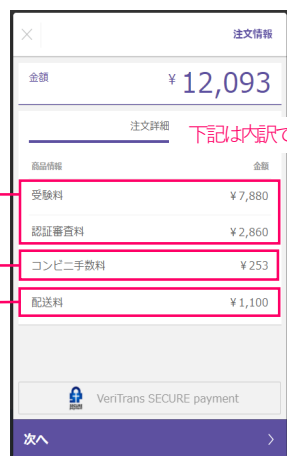 注文情報
金額
¥ 12,093
注文詳細
下記は内訳で
商品情報 金額
受験料 ¥7,880
認証審査料 ¥2,860
コンビニ手数料 ¥253
配送料 ¥1,100
VeriTrans SECURE payment
次へ